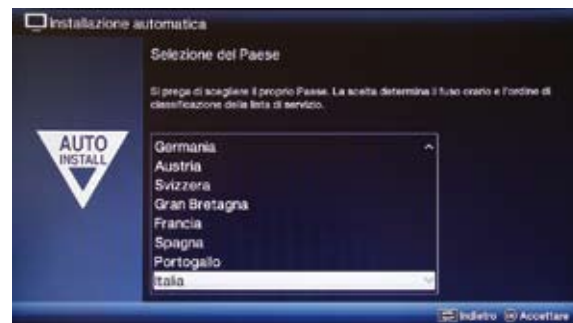 Installazione automatica
Selezione del Paese
Si prega di scegliere il proprio Paese. La scelta determina il fuso orario e l'ordine di
classificazione della lista di servizio.
AUTO
INSTALL
Germania
Austria
Svizzera
Gran Bretagna
Francia
Spagna
Portogallo
Italia
Indietro Accettare